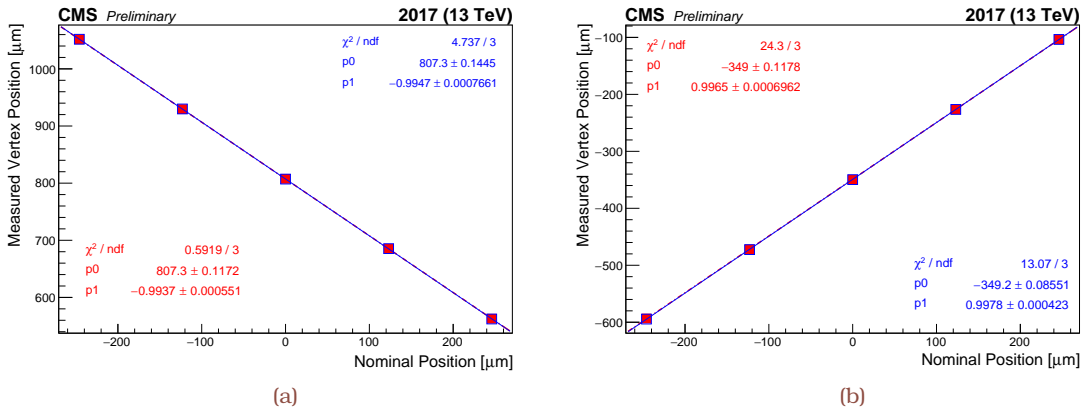 CMS Preliminary 2017 (13 TeV)
Measured Vertex Position [μm]
1000
900
800
700
600
χ² / ndf 4.737 / 3
p0 807.3 ± 0.1445
p1 −0.9947 ± 0.0007661
χ² / ndf 0.5919 / 3
p0 807.3 ± 0.1172
p1 −0.9937 ± 0.000551
−200 −100 0 100 200
Nominal Position [μm]
(a)
CMS Preliminary 2017 (13 TeV)
Measured Vertex Position [μm]
−100
−200
−300
−400
−500
−600
χ² / ndf 24.3 / 3
p0 −349 ± 0.1178
p1 0.9965 ± 0.0006962
χ² / ndf 13.07 / 3
p0 −349.2 ± 0.08551
p1 0.9978 ± 0.000423
−200 −100 0 100 200
Nominal Position [μm]
(b)